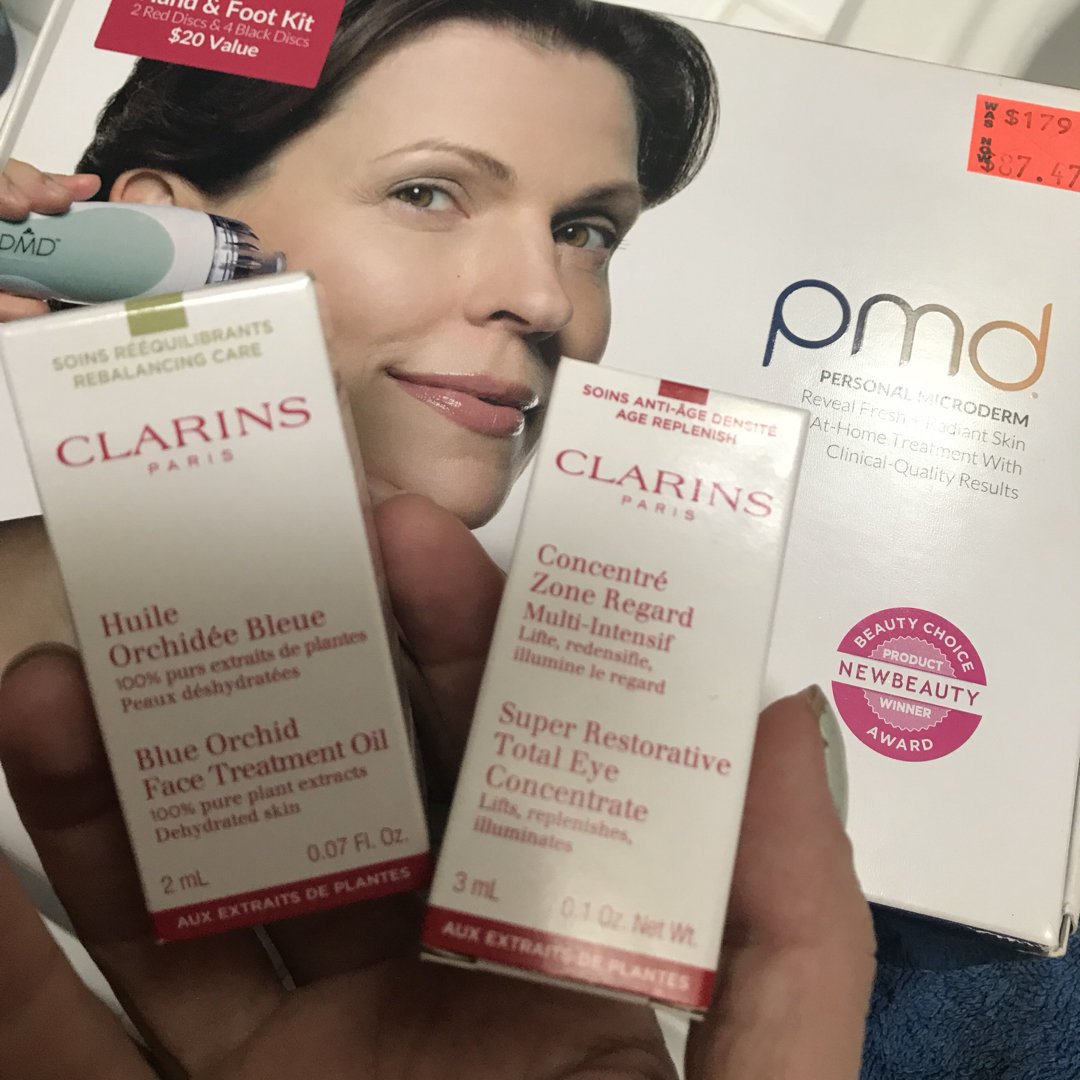 & Foot Kit
2 Red Discs & 4 Black Discs
$20 Value
WAS $179
NOW $87.47
PMD™
pmd
PERSONAL MICRODERM
Reveal Fresh + Radiant Skin
At-Home Treatment With
Clinical-Quality Results
BEAUTY CHOICE
PRODUCT
NEWBEAUTY
WINNER
AWARD
SOINS RÉÉQUILIBRANTS
REBALANCING CARE
CLARINS
PARIS
Huile
Orchidée Bleue
100% purs extraits de plantes
Peaux déshydratées
Blue Orchid
Face Treatment Oil
100% pure plant extracts
Dehydrated skin
0.07 Fl. Oz.
2 mL
AUX EXTRAITS DE PLANTES
SOINS ANTI-ÂGE DENSITÉ
AGE REPLENISH
CLARINS
PARIS
Concentré
Zone Regard
Multi-Intensif
Lifte, redensifie,
illumine le regard
Super Restorative
Total Eye
Concentrate
Lifts, replenishes,
illuminates
3 mL 0.1 Oz. Net Wt.
AUX EXTRAITS DE PLANTES